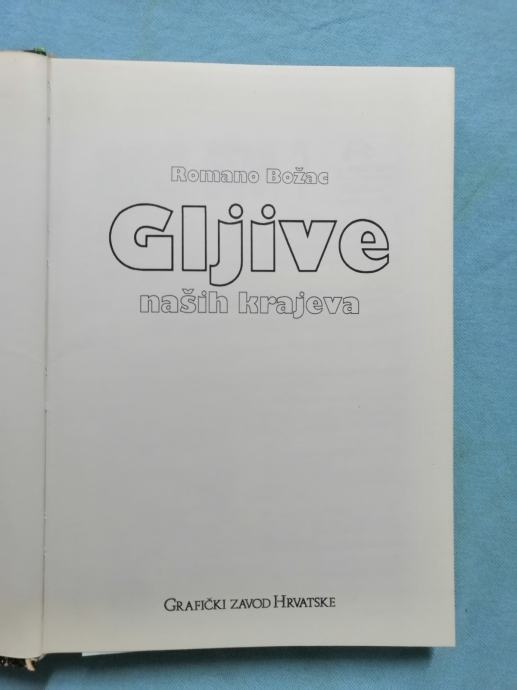 Romano Božac
Gljive
naših krajeva
GRAFIČKI ZAVOD HRVATSKE